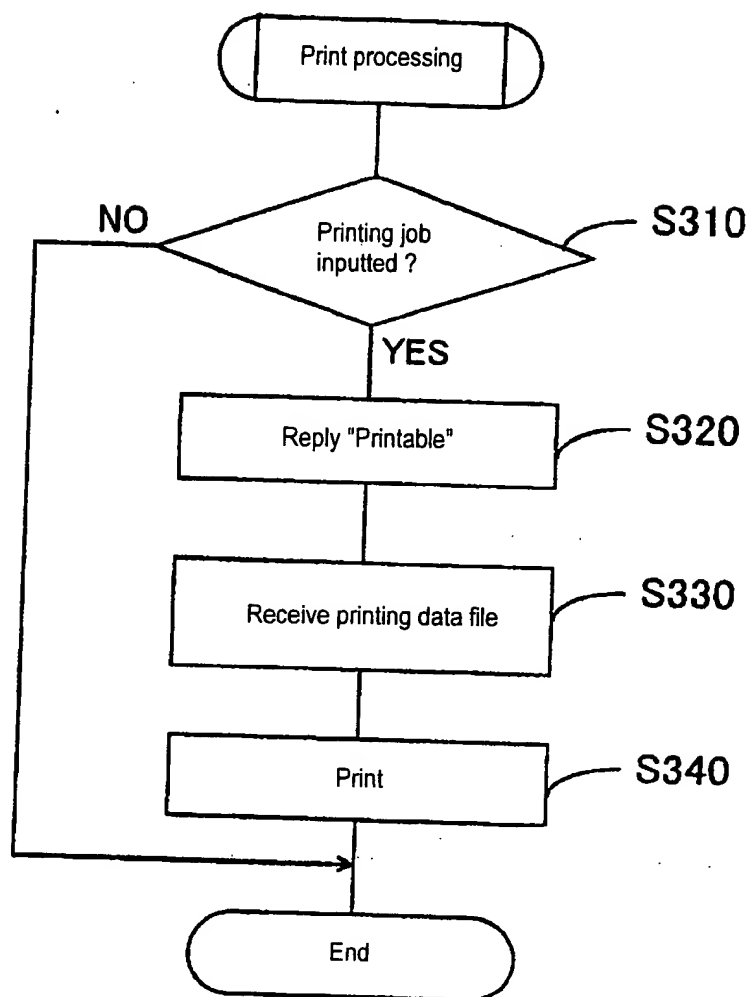 Print processing
NO
Printing job
inputted ?
S310
YES
Reply "Printable"
S320
Receive printing data file
S330
Print
S340
End